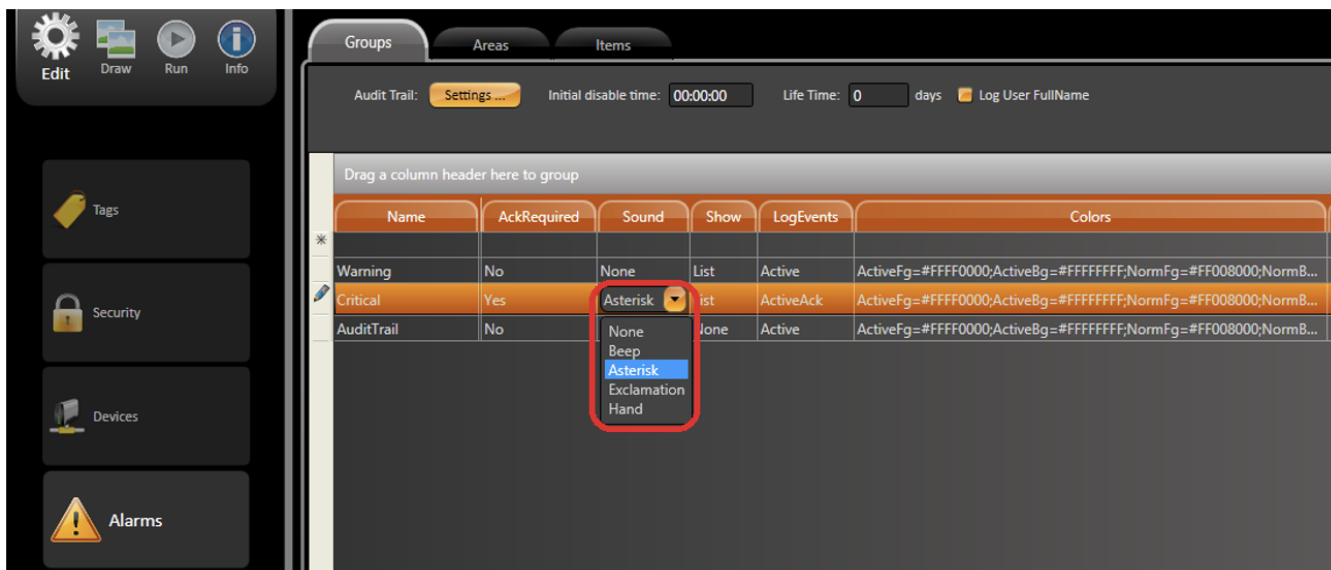 Edit Draw Run Info
Groups Areas Items
Audit Trail: Settings ... Initial disable time: 00:00:00 Life Time: 0 days Log User FullName
Drag a column header here to group
Name AckRequired Sound Show LogEvents Colors
Warning No None List Active ActiveFg=#FFFF0000;ActiveBg=#FFFFFFFF;NormFg=#FF008000;NormB...
Critical Yes Asterisk List ActiveAck ActiveFg=#FFFF0000;ActiveBg=#FFFFFFFF;NormFg=#FF008000;NormB...
AuditTrail No None Active ActiveFg=#FFFF0000;ActiveBg=#FFFFFFFF;NormFg=#FF008000;NormB...
None
Beep
Asterisk
Exclamation
Hand
Tags
Security
Devices
Alarms